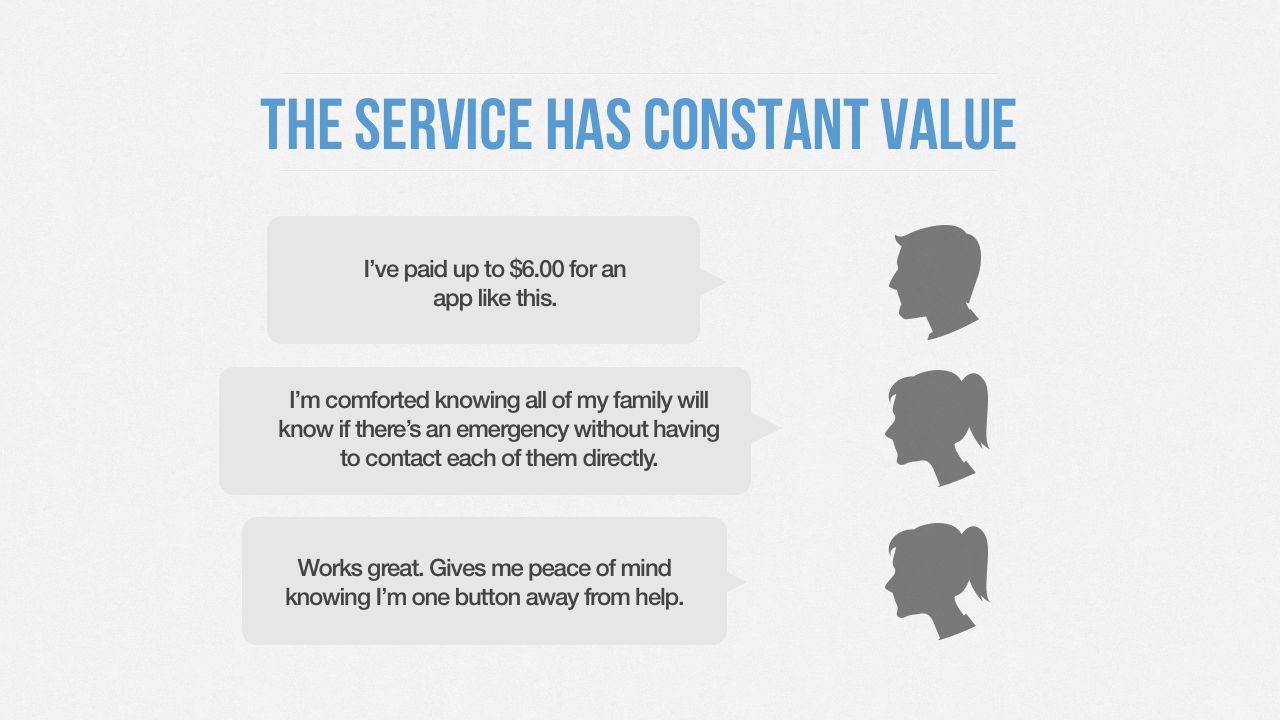 THE SERVICE HAS CONSTANT VALUE
I’ve paid up to $6.00 for an
app like this.
I’m comforted knowing all of my family will
know if there’s an emergency without having
to contact each of them directly.
Works great. Gives me peace of mind
knowing I’m one button away from help.